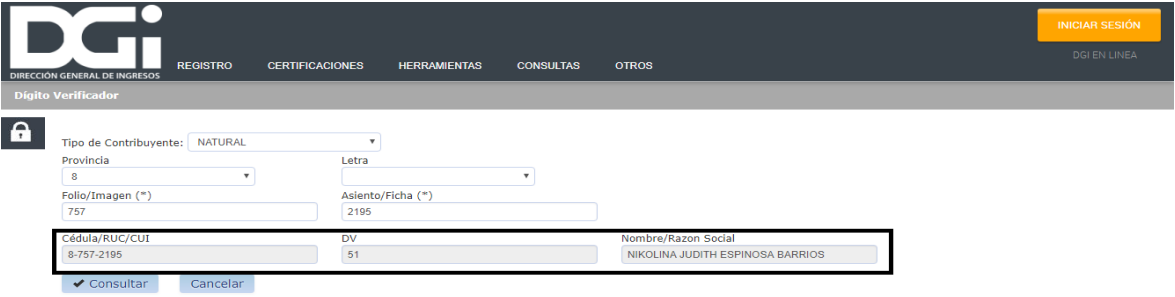 DGi
DIRECCIÓN GENERAL DE INGRESOS
REGISTRO CERTIFICACIONES HERRAMIENTAS CONSULTAS OTROS
INICIAR SESIÓN
DGI EN LINEA
Dígito Verificador
Tipo de Contribuyente: NATURAL
Provincia Letra
8
Folio/Imagen (*) Asiento/Ficha (*)
757 2195
Cédula/RUC/CUI DV Nombre/Razon Social
8-757-2195 51 NIKOLINA JUDITH ESPINOSA BARRIOS
Consultar Cancelar